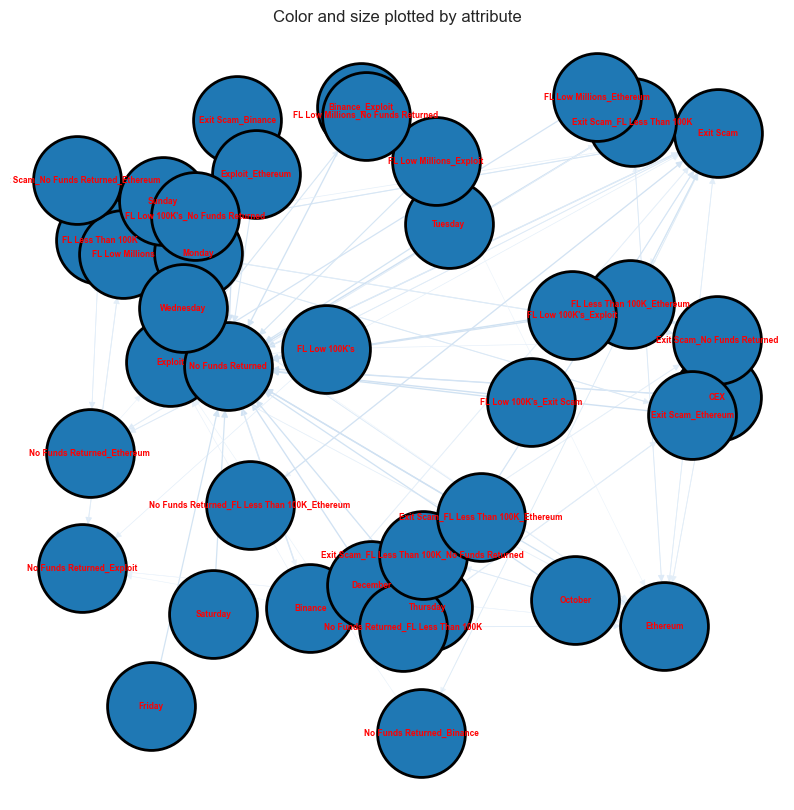 Color and size plotted by attribute
FL Low Millions_Ethereum
Binance_Exploit
FL Low Millions_No Funds Returned
Exit Scam_Binance
Exit Scam_FL Less Than 100K
Exit Scam
FL Low Millions_Exploit
Exploit_Ethereum
Scam_No Funds Returned_Ethereum
Sunday
FL Low 100K's_No Funds Returned
Tuesday
FL Less Than 100K
FL Low Millions
Monday
FL Less Than 100K_Ethereum
Wednesday
FL Low 100K's_Exploit
Exit Scam_No Funds Returned
FL Low 100K's
Exploit
No Funds Returned
CEX
FL Low 100K's_Exit Scam
Exit Scam_Ethereum
No Funds Returned_Ethereum
No Funds Returned_FL Less Than 100K_Ethereum
Exit Scam_FL Less Than 100K_Ethereum
Exit Scam_FL Less Than 100K_No Funds Returned
No Funds Returned_Exploit
December
October
Binance
Thursday
Saturday
No Funds Returned_FL Less Than 100K
Ethereum
Friday
No Funds Returned_Binance